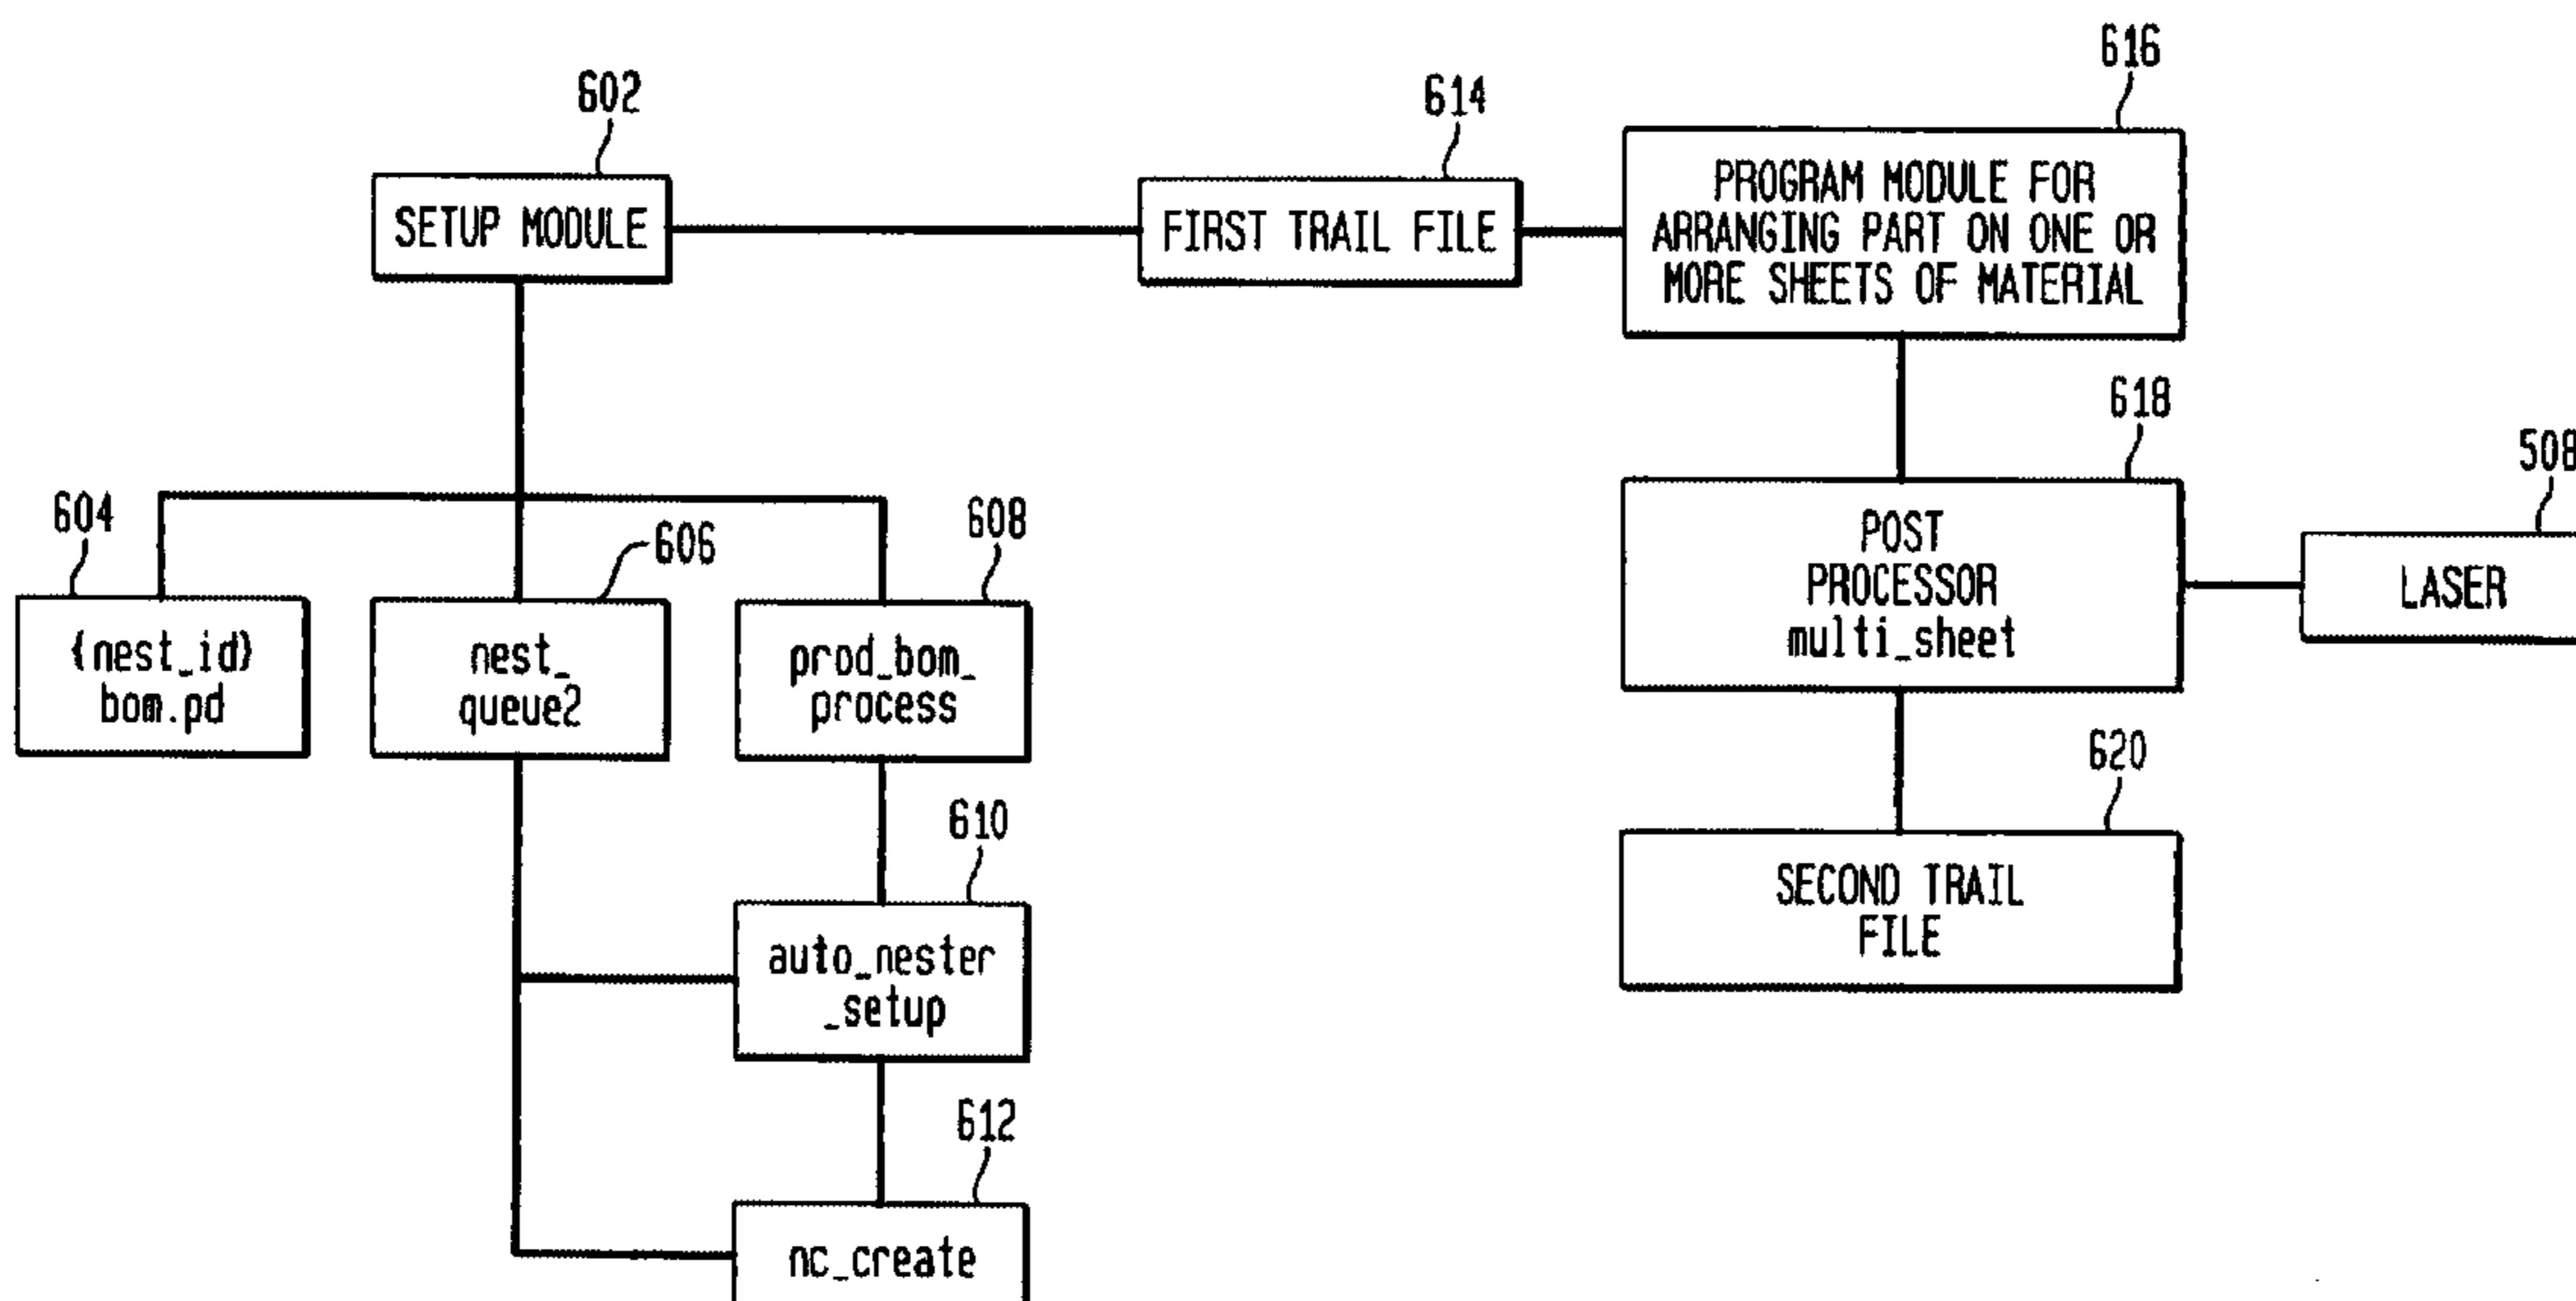 616
602
614
SETUP MODULE
FIRST TRAIL FILE
PROGRAM MODULE FOR
ARRANGING PART ON ONE OR
MORE SHEETS OF MATERIAL
618
508
604
606
608
{nest_id}
bom.pd
nest_
queue2
prod_bom_
process
POST
PROCESSOR
multi_sheet
LASER
620
610
auto_nester
_setup
SECOND TRAIL
FILE
612
nc_create